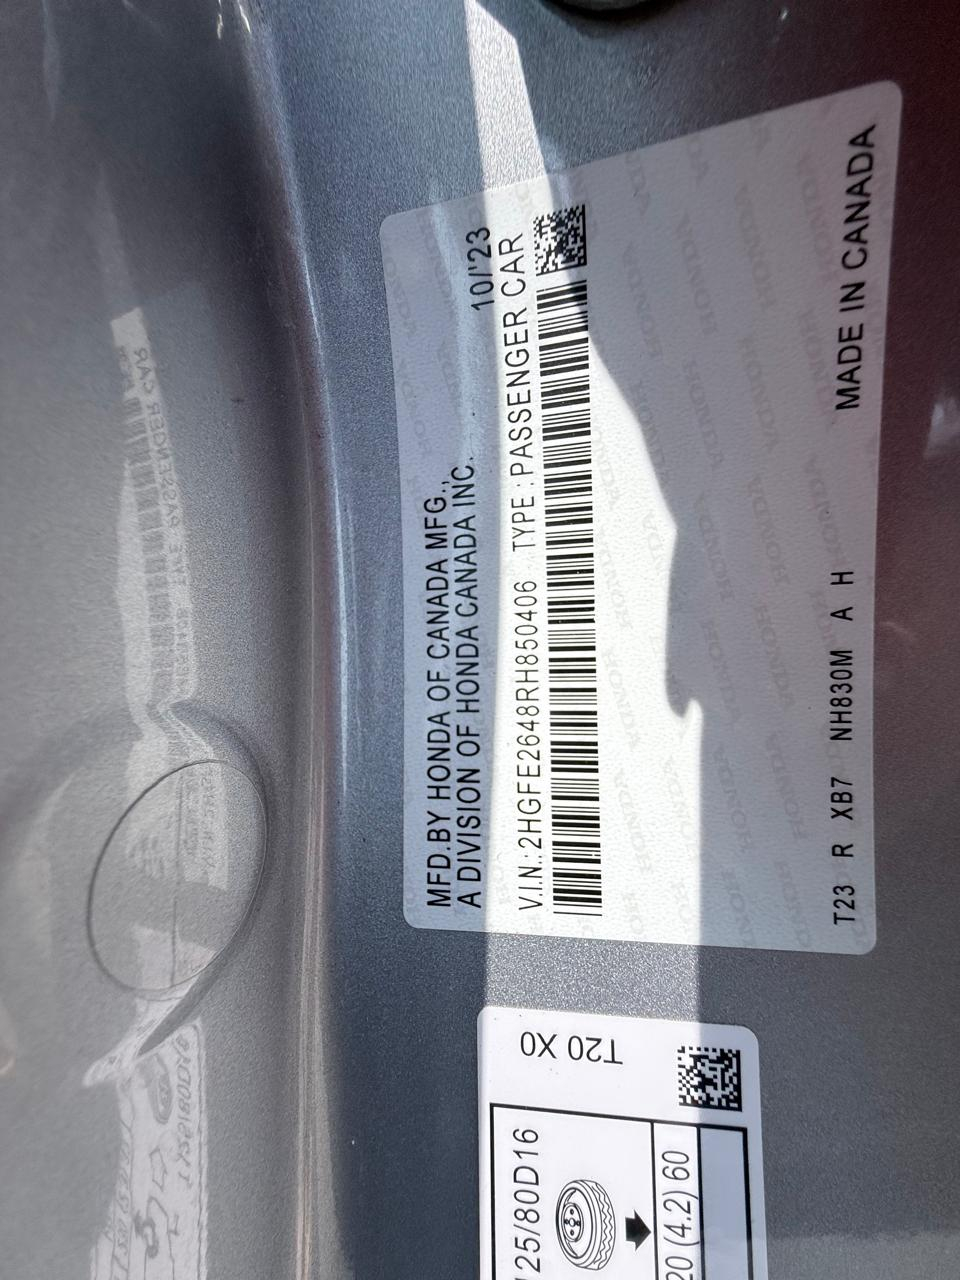 MFD.BY HONDA OF CANADA MFG.,
A DIVISION OF HONDA CANADA INC. 10/'23
V.I.N.: 2HGFE2648RH850406 TYPE : PASSENGER CAR
T23 R XB7 NH830M A H MADE IN CANADA
T20 X0
125/80D16
20 (4.2) 60